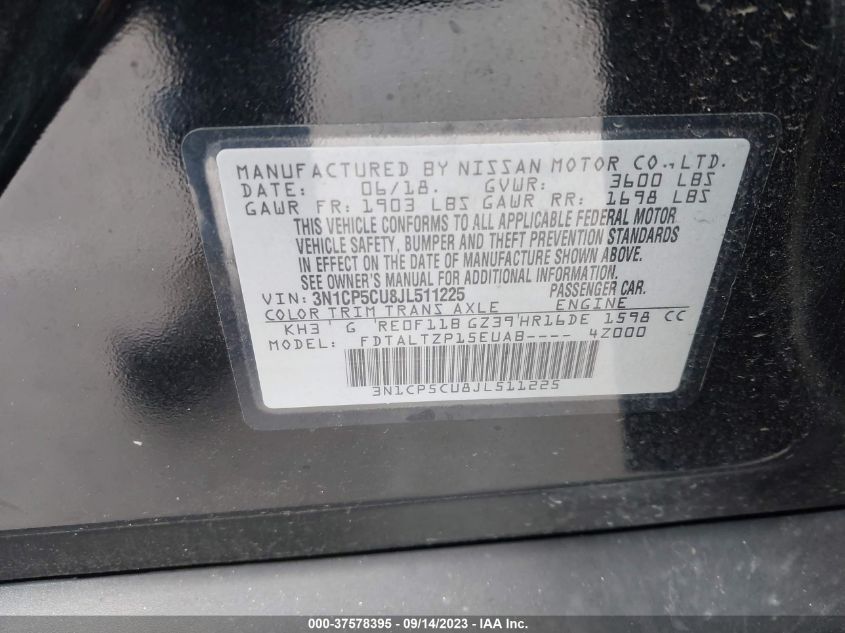 MANUFACTURED BY NISSAN MOTOR CO., LTD.
DATE: 06/18. GVWR: 3600 LBS
GAWR FR: 1903 LBS GAWR RR: 1698 LBS
THIS VEHICLE CONFORMS TO ALL APPLICABLE FEDERAL MOTOR
VEHICLE SAFETY, BUMPER AND THEFT PREVENTION STANDARDS
IN EFFECT ON THE DATE OF MANUFACTURE SHOWN ABOVE.
SEE OWNER'S MANUAL FOR ADDITIONAL INFORMATION.
VIN: 3N1CP5CU8JL511225 PASSENGER CAR.
COLOR TRIM TRANS AXLE ENGINE
KH3 G RE0F11B GZ39 HR16DE 1598 CC
MODEL: FDTALTZP15EUAB---- 4Z000
3N1CP5CU8JL511225
000-37578395 - 09/14/2023 - IAA Inc.